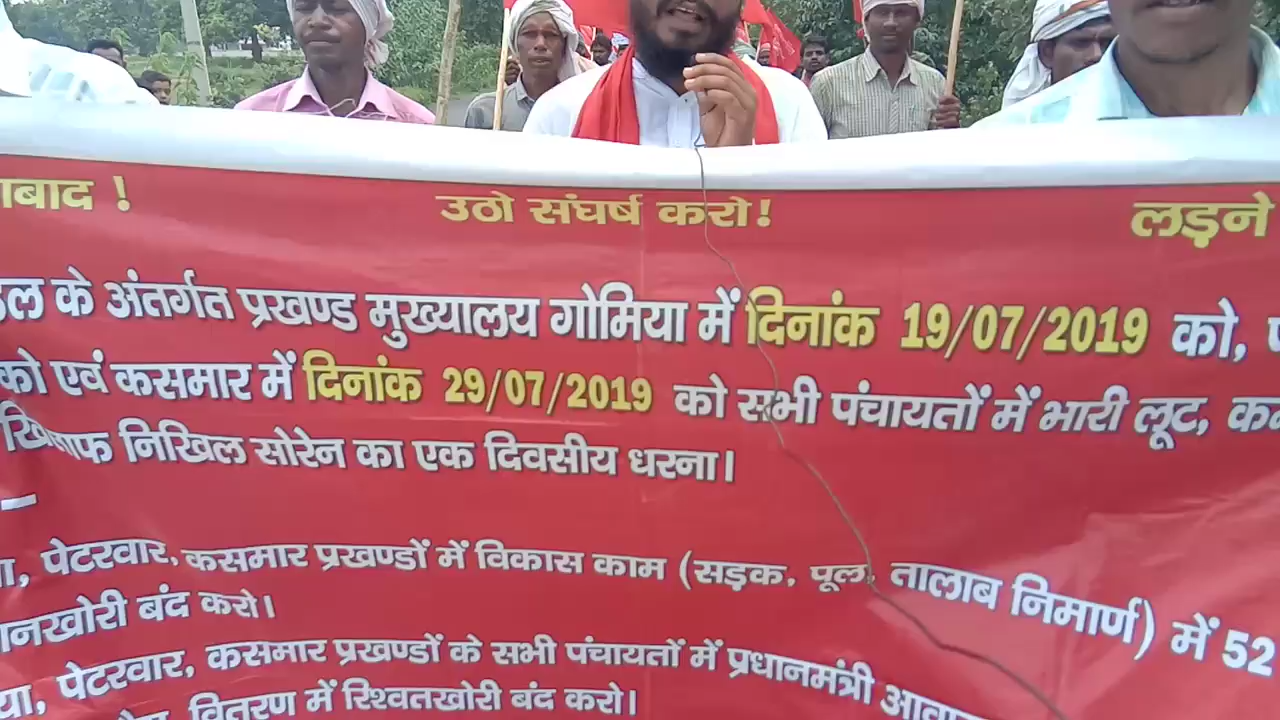 उठो संघर्ष करो! लड़ने
के अंतर्गत प्रखण्ड मुख्यालय गोमिया में दिनांक 19/07/2019 को,
को एवं कसमार में दिनांक 29/07/2019 को सभी पंचायतों में भारी लूट,
खिलाफ निखिल सोरेन का एक दिवसीय धरना।
पेटरवार, कसमार प्रखण्डों में विकास काम (सड़क, पूल, तालाब निमार्ण) में 52
बंद करो।
पेटरवार, कसमार प्रखण्डों के सभी पंचायतों में प्रधानमंत्री
वितरण में रिश्वतखोरी बंद करो।